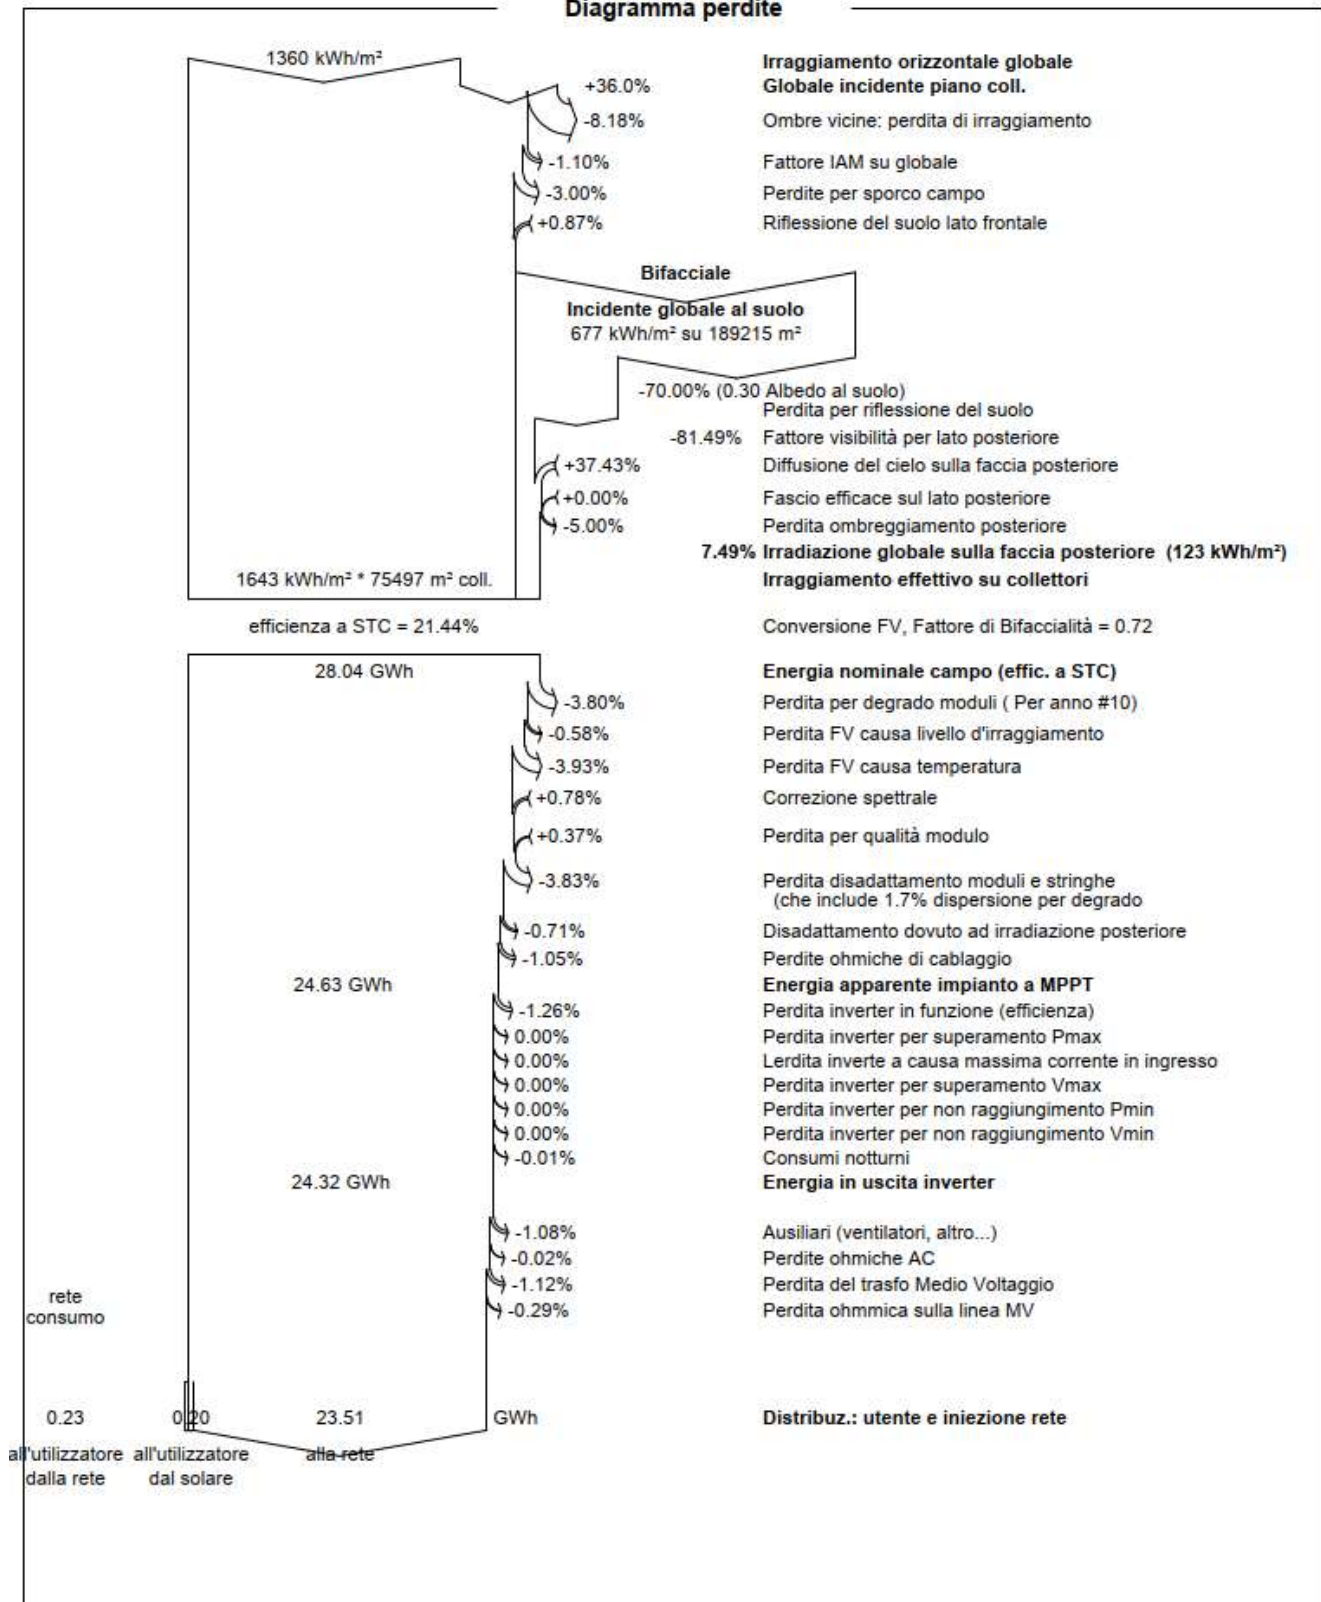 Diagramma perdite
1360 kWh/m²
Irraggiamento orizzontale globale
+36.0% Globale incidente piano coll.
-8.18% Ombre vicine: perdita di irraggiamento
-1.10% Fattore IAM su globale
-3.00% Perdite per sporco campo
+0.87% Riflessione del suolo lato frontale
Bifacciale
Incidente globale al suolo
677 kWh/m² su 189215 m²
-70.00% (0.30 Albedo al suolo)
Perdita per riflessione del suolo
-81.49% Fattore visibilità per lato posteriore
+37.43% Diffusione del cielo sulla faccia posteriore
+0.00% Fascio efficace sul lato posteriore
-5.00% Perdita ombreggiamento posteriore
7.49% Irradiazione globale sulla faccia posteriore (123 kWh/m²)
1643 kWh/m² * 75497 m² coll. Irraggiamento effettivo su collettori
efficienza a STC = 21.44% Conversione FV, Fattore di Bifaccialità = 0.72
28.04 GWh Energia nominale campo (effic. a STC)
-3.80% Perdita per degrado moduli ( Per anno #10)
-0.58% Perdita FV causa livello d'irraggiamento
-3.93% Perdita FV causa temperatura
+0.78% Correzione spettrale
+0.37% Perdita per qualità modulo
-3.83% Perdita disadattamento moduli e stringhe
(che include 1.7% dispersione per degrado
-0.71% Disadattamento dovuto ad irradiazione posteriore
-1.05% Perdite ohmiche di cablaggio
24.63 GWh Energia apparente impianto a MPPT
-1.26% Perdita inverter in funzione (efficienza)
0.00% Perdita inverter per superamento Pmax
0.00% Lerdita inverte a causa massima corrente in ingresso
0.00% Perdita inverter per superamento Vmax
0.00% Perdita inverter per non raggiungimento Pmin
0.00% Perdita inverter per non raggiungimento Vmin
-0.01% Consumi notturni
24.32 GWh Energia in uscita inverter
-1.08% Ausiliari (ventilatori, altro...)
-0.02% Perdite ohmiche AC
-1.12% Perdita del trasfo Medio Voltaggio
rete
consumo
-0.29% Perdita ohmmica sulla linea MV
0.23 0.20 23.51 GWh Distribuz.: utente e iniezione rete
all'utilizzatore all'utilizzatore alla rete
dalla rete dal solare